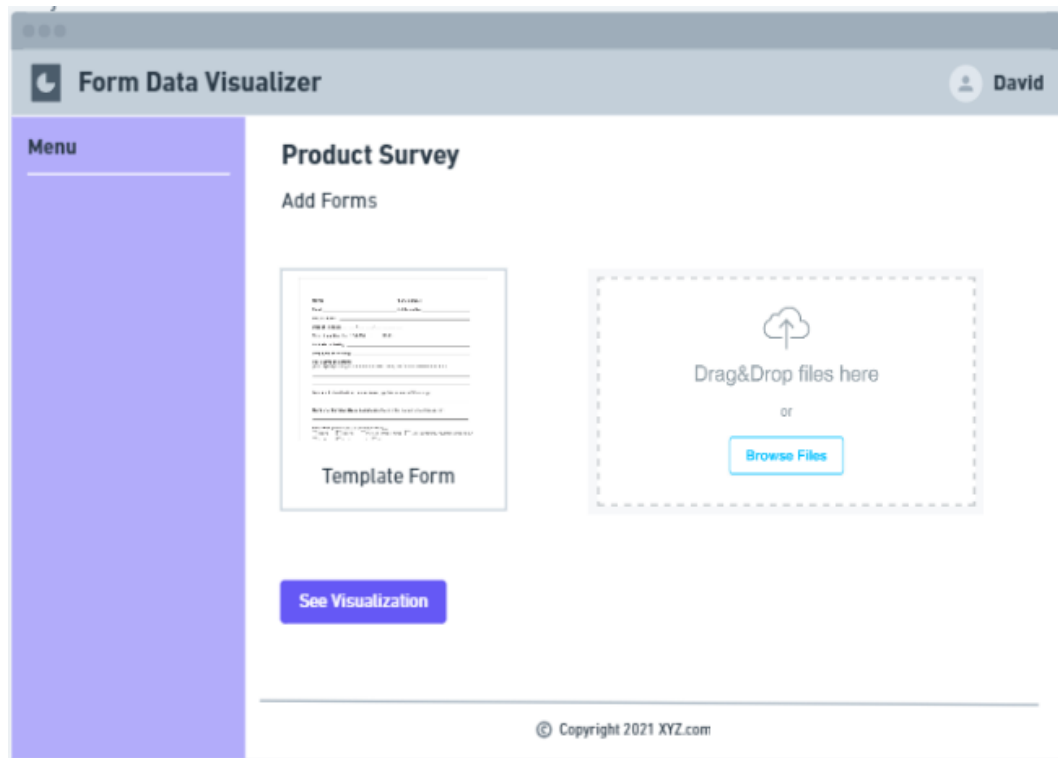 Form Data Visualizer
David
Menu
Product Survey
Add Forms
Template Form
Drag&Drop files here
or
Browse Files
See Visualization
© Copyright 2021 XYZ.com